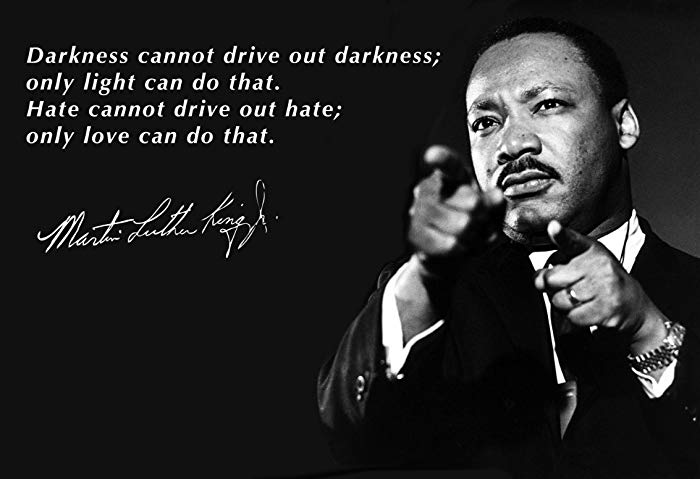 Darkness cannot drive out darkness;
only light can do that.
Hate cannot drive out hate;
only love can do that.
Martin Luther King Jr.